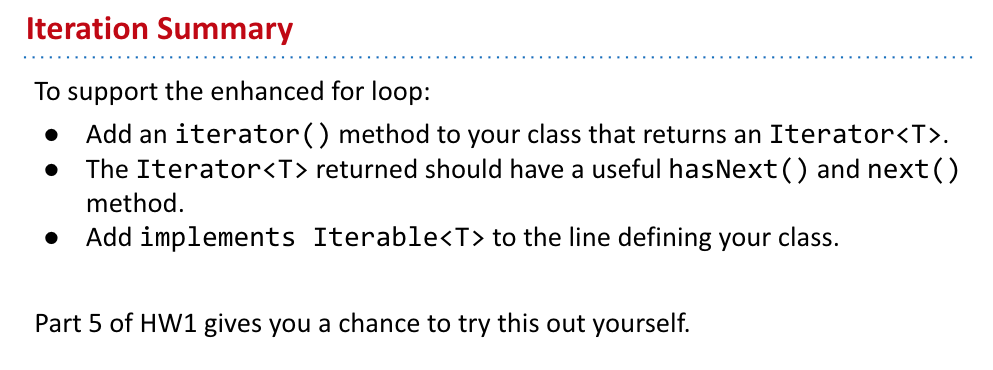 Iteration Summary
To support the enhanced for loop:
● Add an iterator() method to your class that returns an Iterator<T>.
● The Iterator<T> returned should have a useful hasNext() and next()
method.
● Add implements Iterable<T> to the line defining your class.
Part 5 of HW1 gives you a chance to try this out yourself.